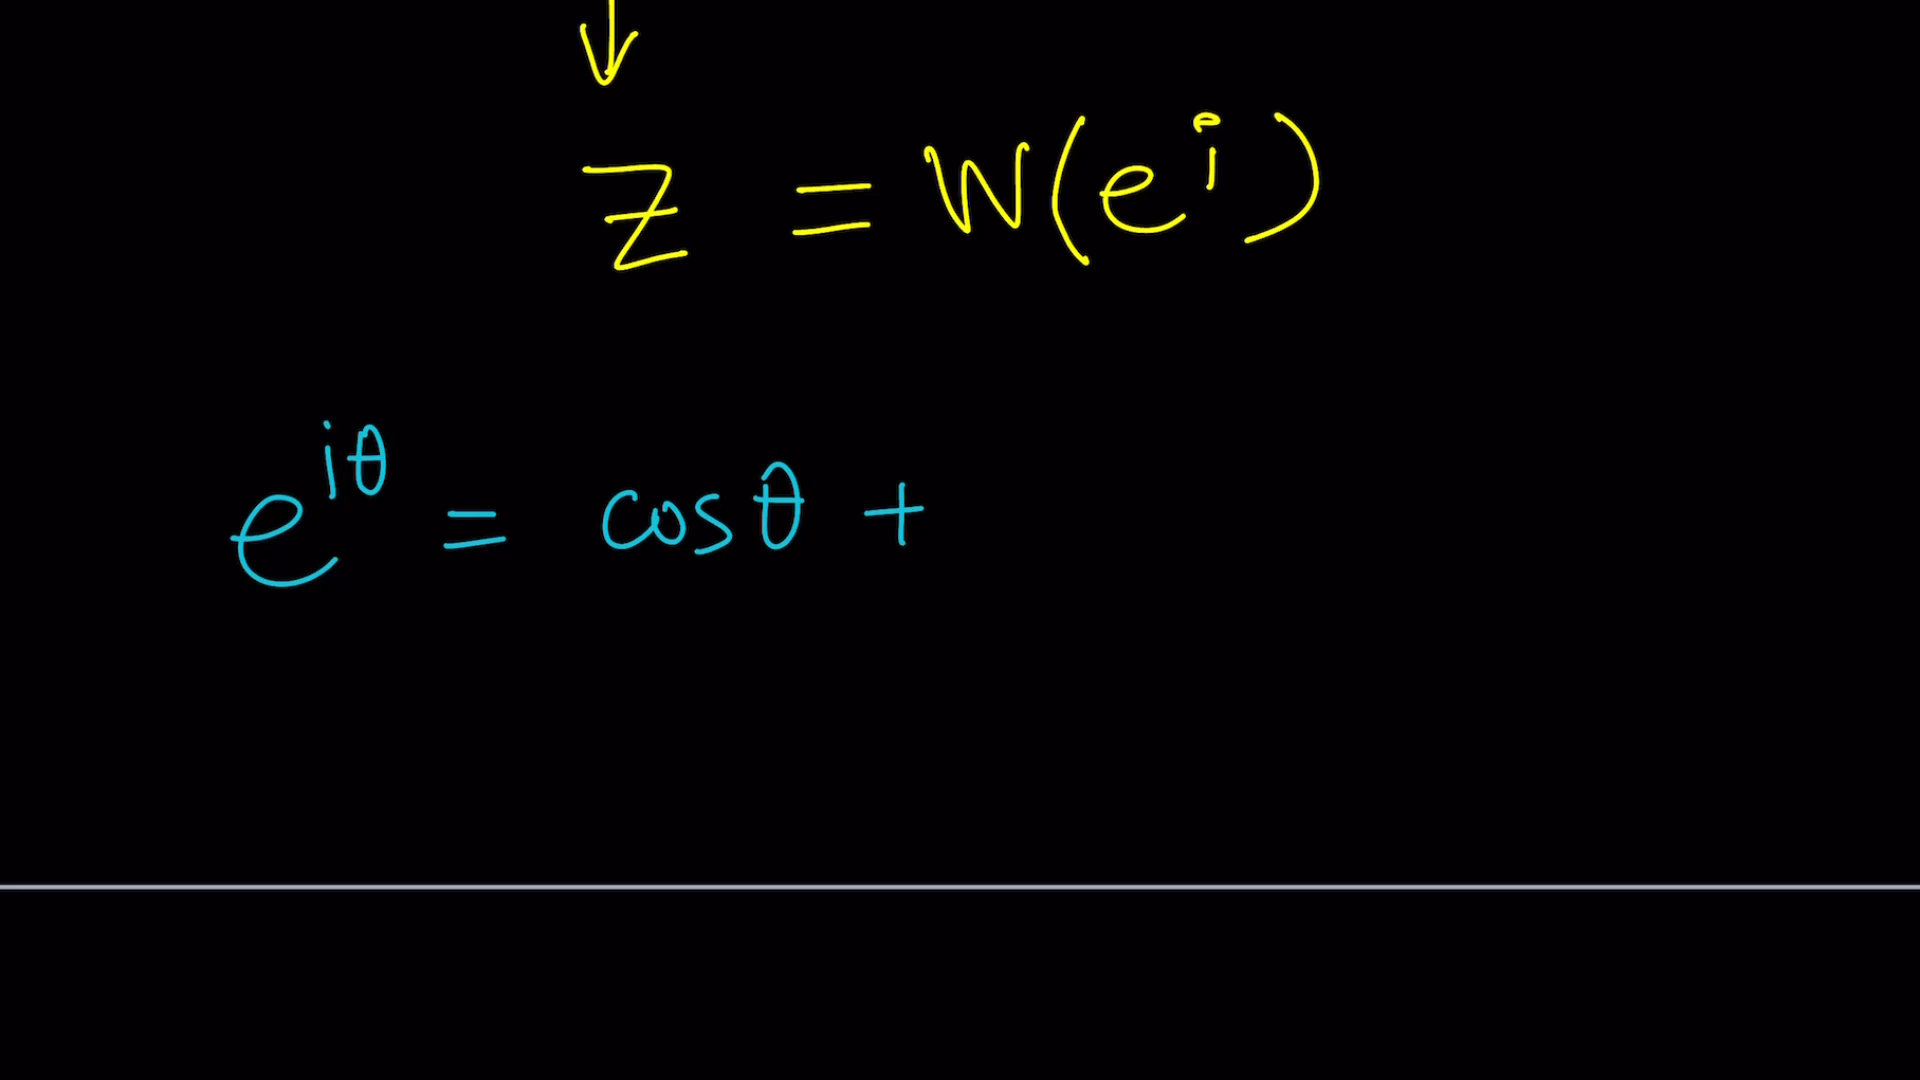 z = W(e^i)
e^{iθ} = cosθ +